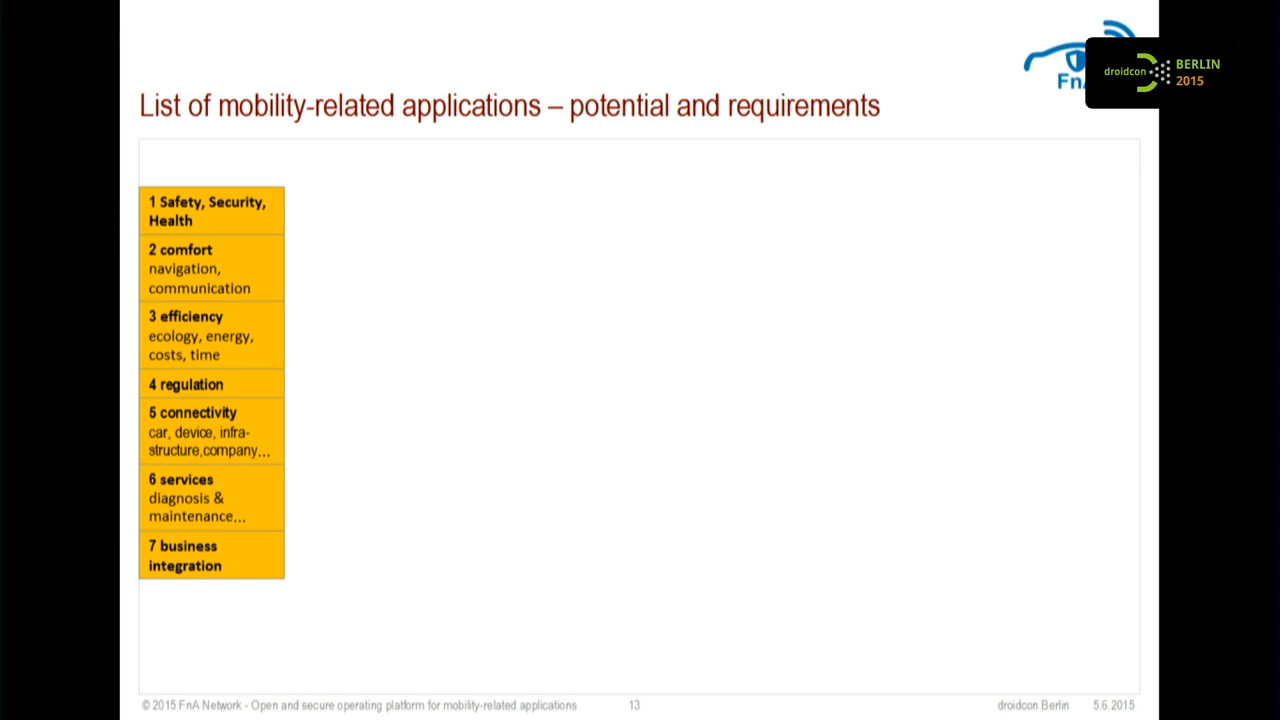 droidcon
BERLIN
2015
FnA
List of mobility-related applications – potential and requirements
1 Safety, Security,
Health
2 comfort
navigation,
communication
3 efficiency
ecology, energy,
costs, time
4 regulation
5 connectivity
car, device, infra-
structure,company...
6 services
diagnosis &
maintenance...
7 business
integration
© 2015 FnA Network - Open and secure operating platform for mobility-related applications
13
droidcon Berlin
5.6.2015